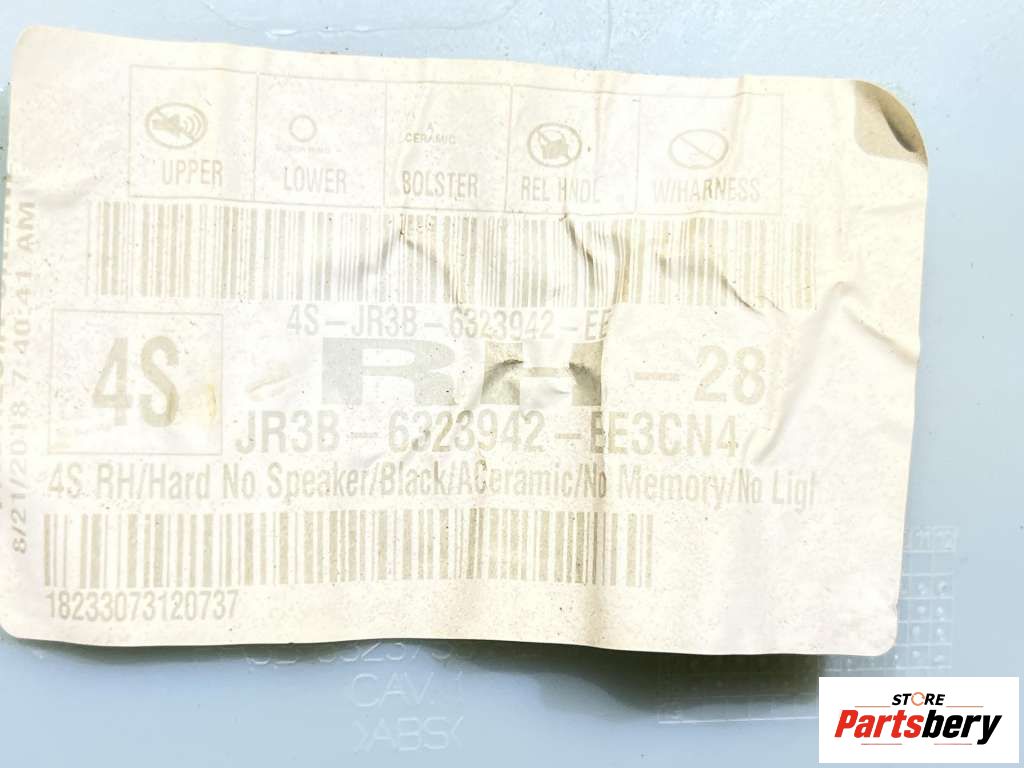 A
CERAMIC
UPPER
LOWER
BOLSTER
REL HNDL
W/HARNESS
4S-JR3B-6323942-EE
4S
RH
-28
JR3B-6323942-EE3CN4
4S RH/Hard No Speaker/Black/ACeramic/No Memory/No Ligh
18233073120737
8/21/2018 7:40:41 AM
CAV. 1
STORE
Partsbery